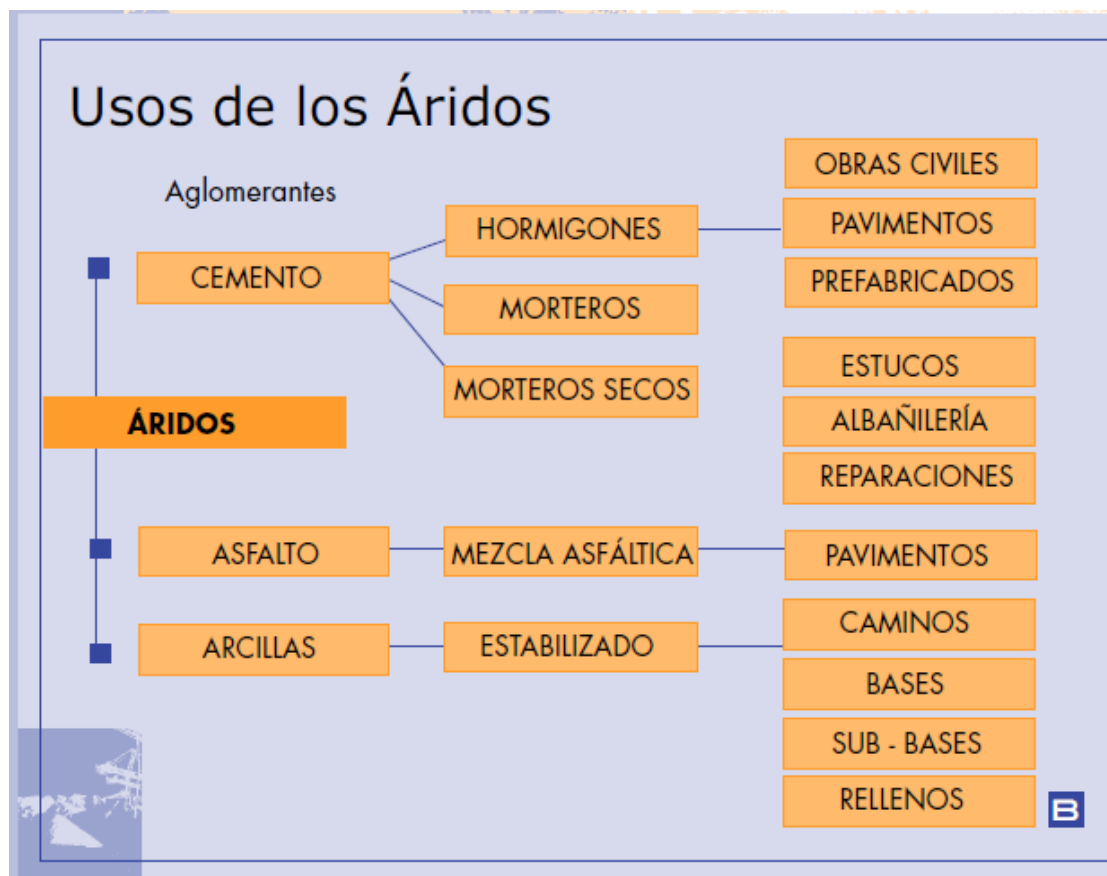 Usos de los Áridos
Aglomerantes
CEMENTO
HORMIGONES
MORTEROS
MORTEROS SECOS
OBRAS CIVILES
PAVIMENTOS
PREFABRICADOS
ESTUCOS
ALBAÑILERÍA
REPARACIONES
ÁRIDOS
ASFALTO
MEZCLA ASFÁLTICA
PAVIMENTOS
ARCILLAS
ESTABILIZADO
CAMINOS
BASES
SUB - BASES
RELLENOS
B